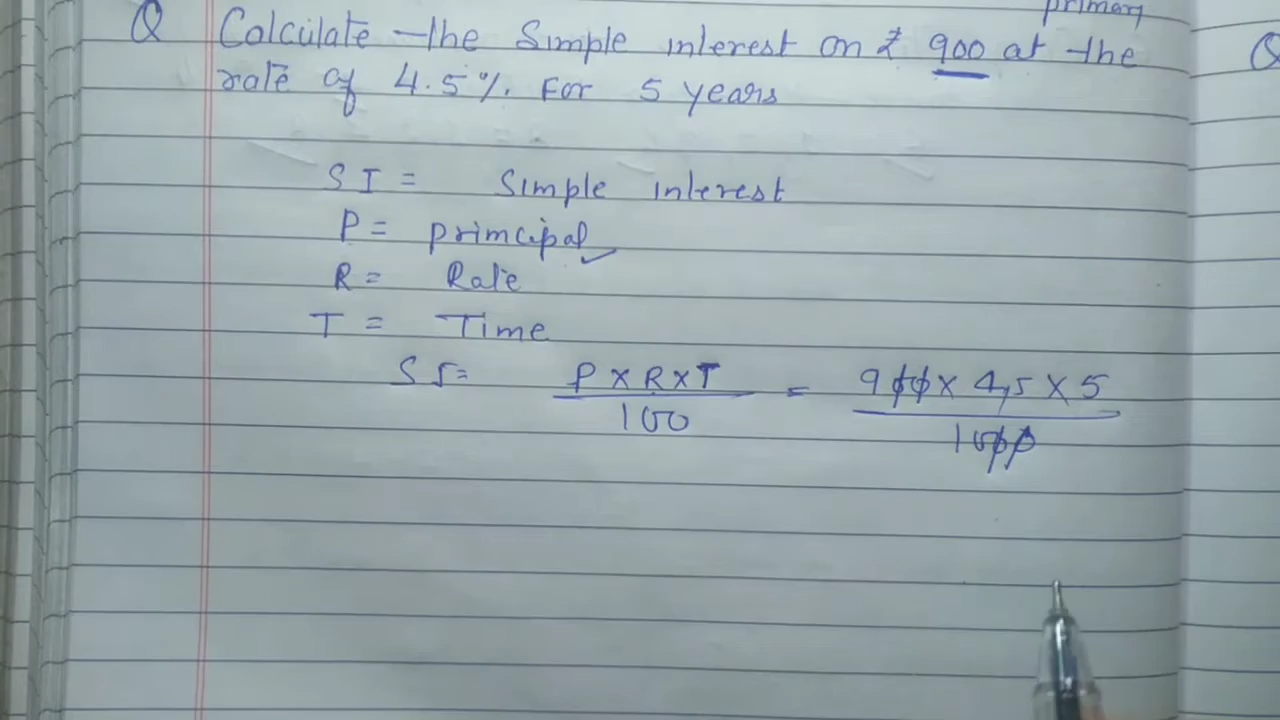 primary
Q Calculate the Simple interest on ₹ 900 at the
rate of 4.5%. For 5 years
SI = Simple interest
P = principal
R = Rate
T = Time
SI = P X R X T / 100 = 900 X 4.5 X 5 / 1000
Q